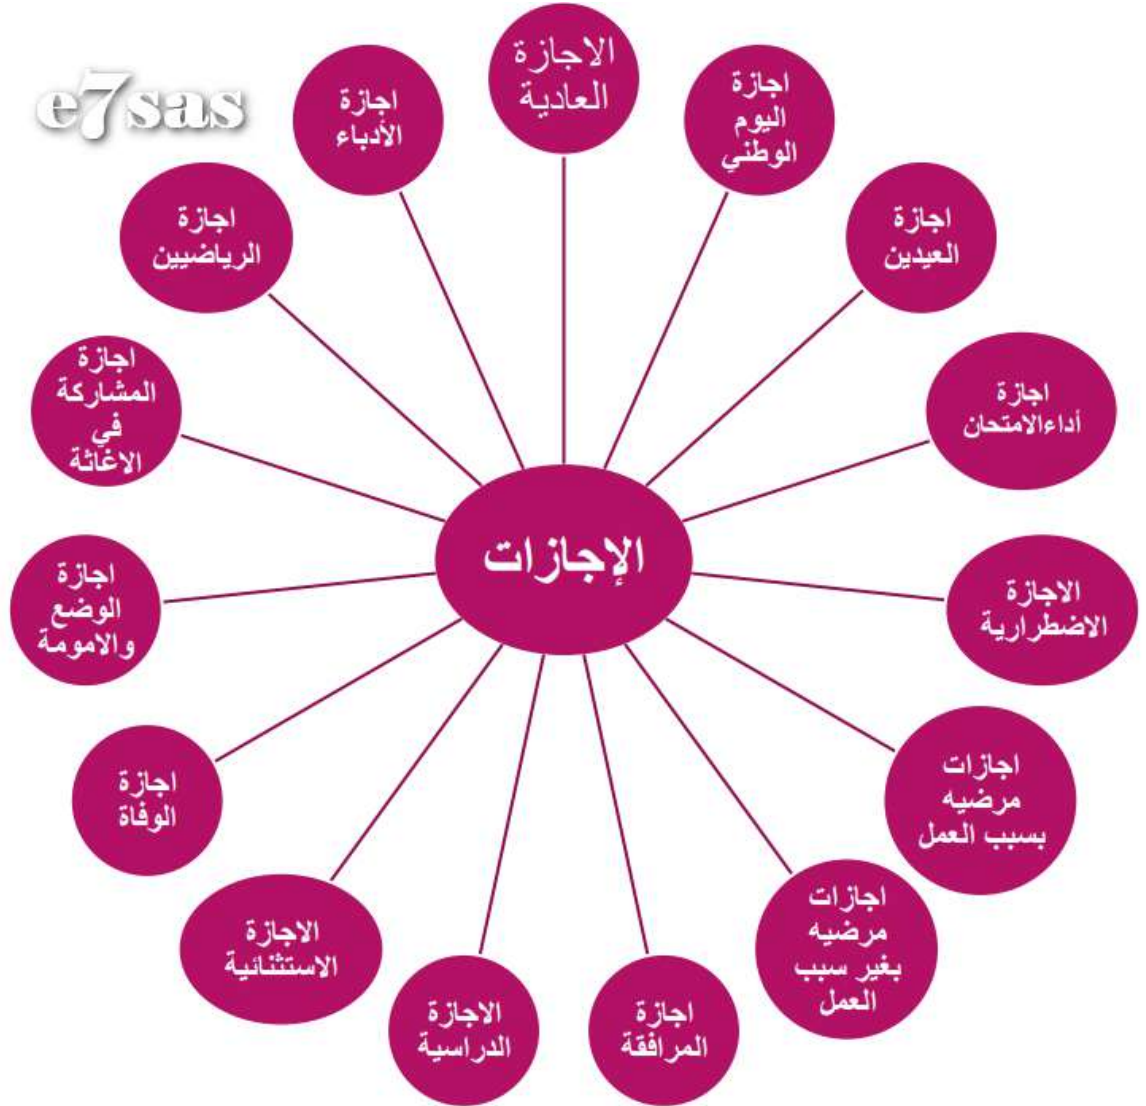 e7sas
الإجازات
الاجازة
العادية
اجازة
اليوم
الوطني
اجازة
العيدين
اجازة
أداءالامتحان
الاجازة
الاضطرارية
اجازات
مرضيه
بسبب العمل
اجازات
مرضيه
بغير سبب
العمل
اجازة
المرافقة
الاجازة
الدراسية
الاجازة
الاستثنائية
اجازة
الوفاة
اجازة
الوضع
والامومة
اجازة
المشاركة
في
الاغاثة
اجازة
الرياضيين
اجازة
الأدباء